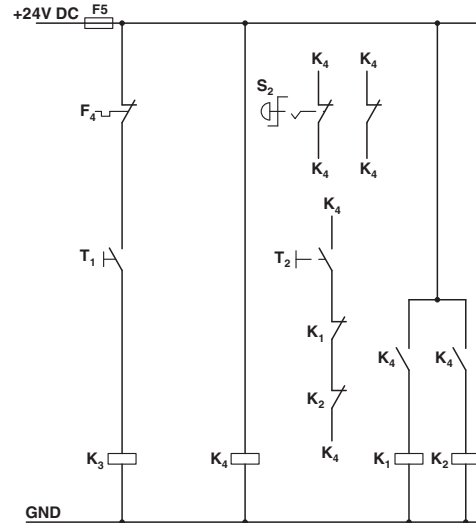 +24V DC F5
K4 K4
S2
F4
K4 K4
K4
T1 T2
K1
K4 K4
K2
K4
K3 K4 K1 K2
GND